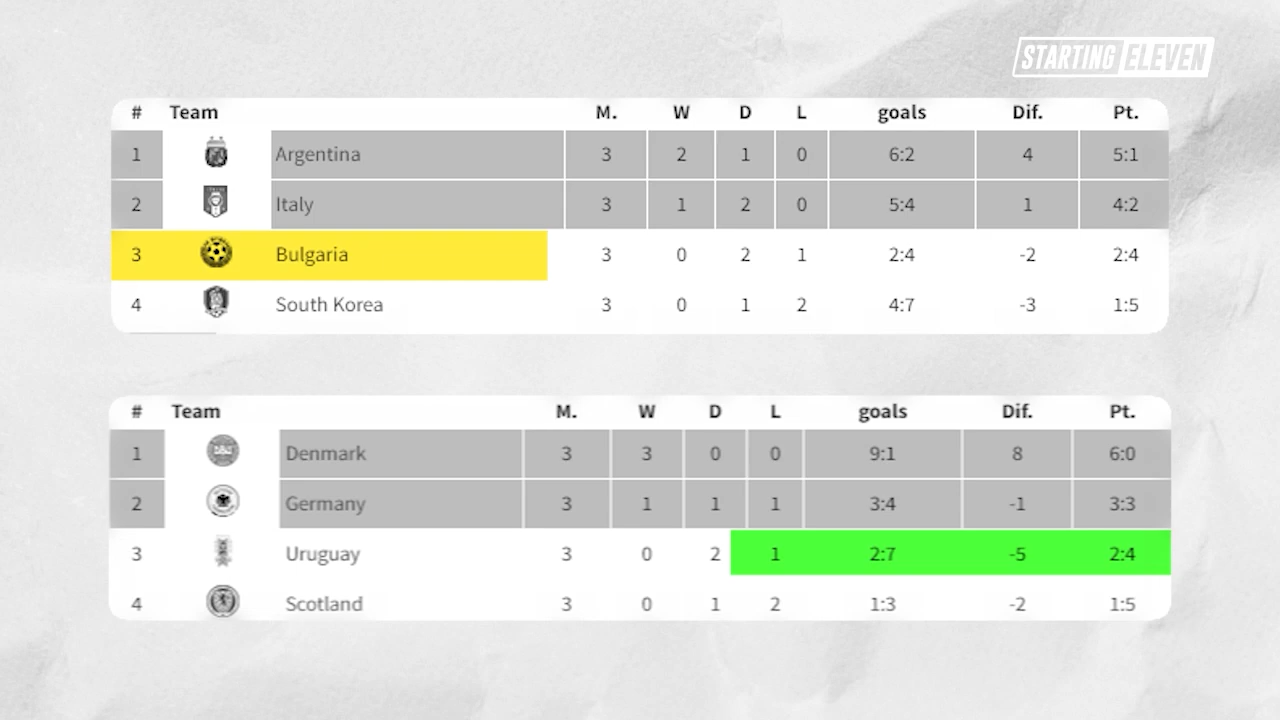 STARTING ELEVEN
# Team M. W D L goals Dif. Pt.
1 Argentina 3 2 1 0 6:2 4 5:1
2 Italy 3 1 2 0 5:4 1 4:2
3 Bulgaria 3 0 2 1 2:4 -2 2:4
4 South Korea 3 0 1 2 4:7 -3 1:5
# Team M. W D L goals Dif. Pt.
1 Denmark 3 3 0 0 9:1 8 6:0
2 Germany 3 1 1 1 3:4 -1 3:3
3 Uruguay 3 0 2 1 2:7 -5 2:4
4 Scotland 3 0 1 2 1:3 -2 1:5